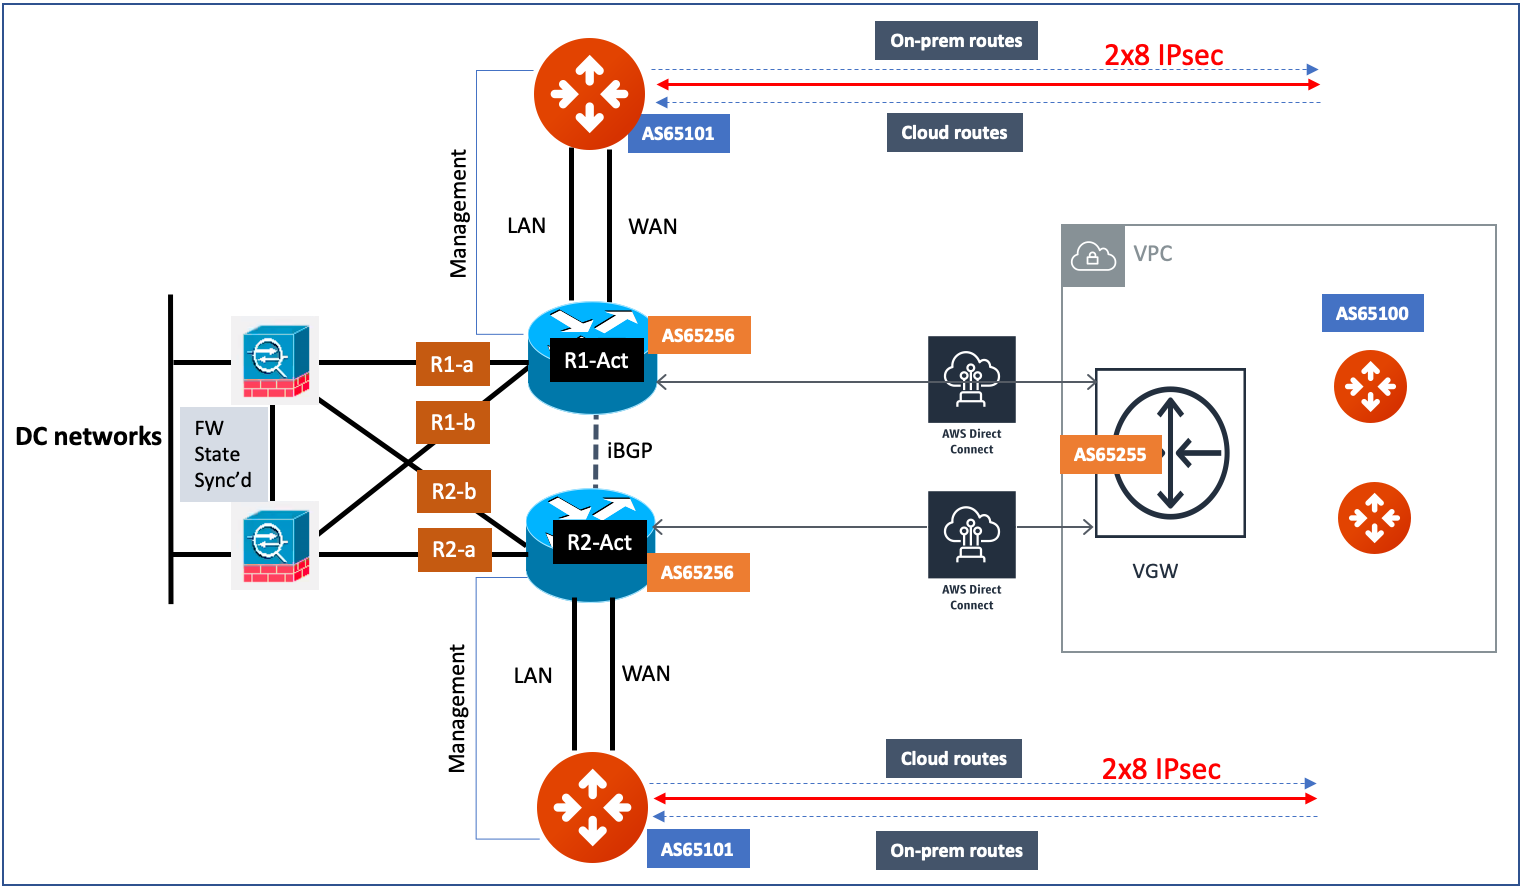 On-prem routes
2x8 IPsec
Cloud routes
AS65101
Management
LAN
WAN
VPC
AS65100
AS65256
R1-Act
R1-a
R1-b
DC networks
FW
State
Sync’d
iBGP
AWS Direct
Connect
AS65255
R2-b
R2-a
R2-Act
AS65256
VGW
AWS Direct
Connect
Management
LAN
WAN
Cloud routes
2x8 IPsec
On-prem routes
AS65101